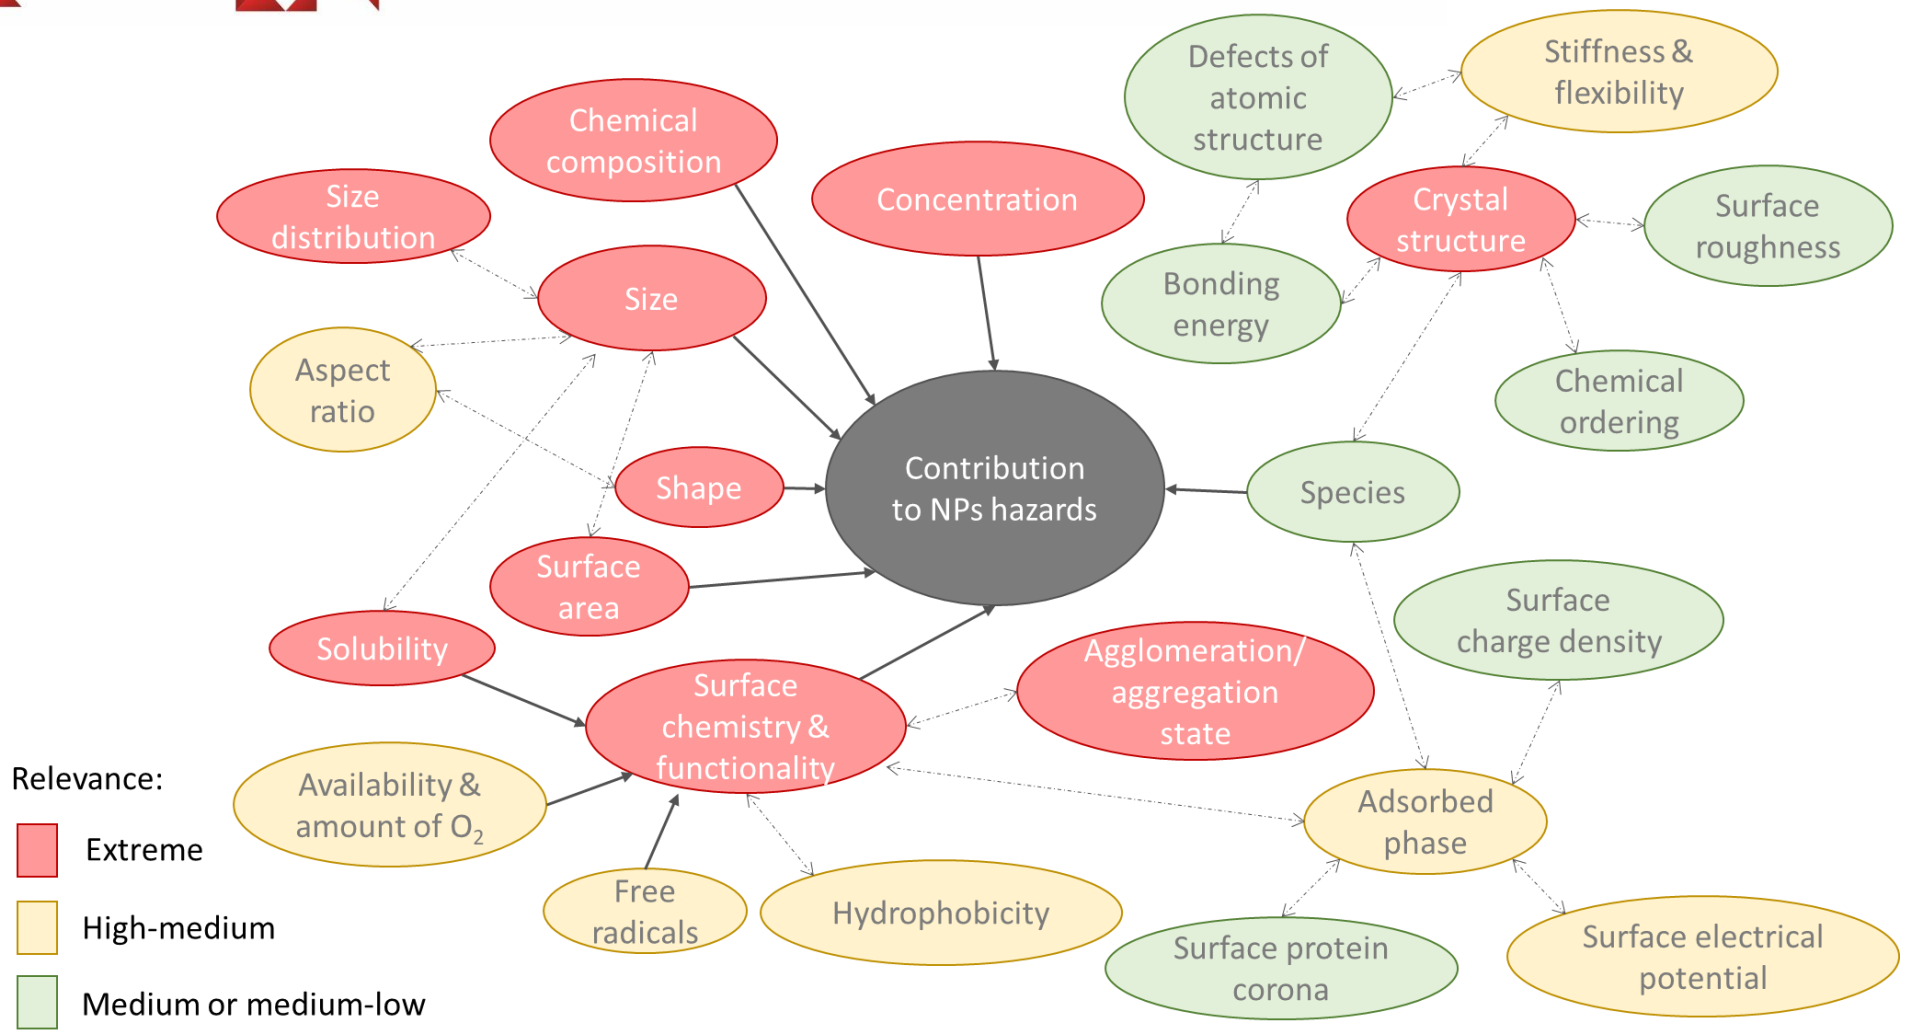 Defects of
atomic
structure
Stiffness &
flexibility
Chemical
composition
Concentration
Size
distribution
Crystal
structure
Surface
roughness
Size
Bonding
energy
Aspect
ratio
Chemical
ordering
Contribution
to NPs hazards
Shape
Species
Surface
area
Surface
charge density
Solubility
Agglomeration/
aggregation
state
Surface
chemistry &
functionality
Availability &
amount of O₂
Adsorbed
phase
Free
radicals
Hydrophobicity
Surface protein
corona
Surface electrical
potential
Relevance:
Extreme
High-medium
Medium or medium-low